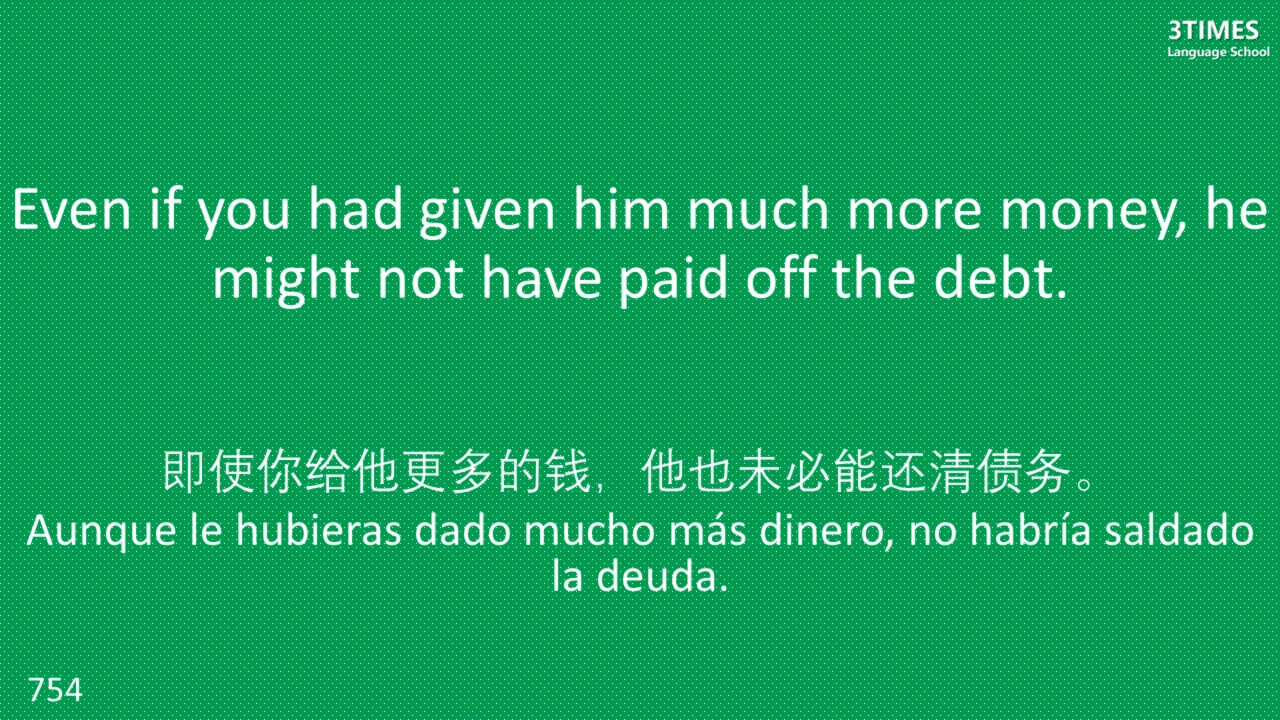 3TIMES
Language School
Even if you had given him much more money, he
might not have paid off the debt.
即使你给他更多的钱，他也未必能还清债务。
Aunque le hubieras dado mucho más dinero, no habría saldado
la deuda.
754